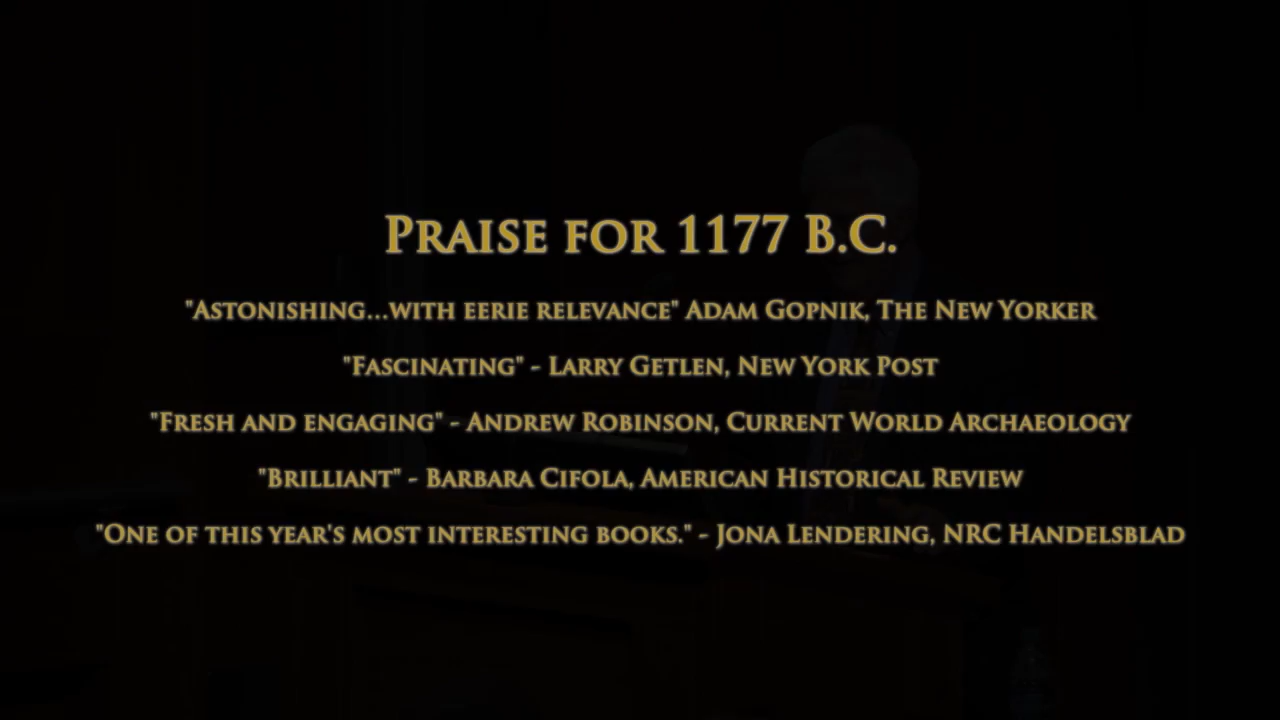 Praise for 1177 B.C.
"Astonishing...with eerie relevance" Adam Gopnik, The New Yorker
"Fascinating" - Larry Getlen, New York Post
"Fresh and engaging" - Andrew Robinson, Current World Archaeology
"Brilliant" - Barbara Cifola, American Historical Review
"One of this year's most interesting books." - Jona Lendering, NRC Handelsblad